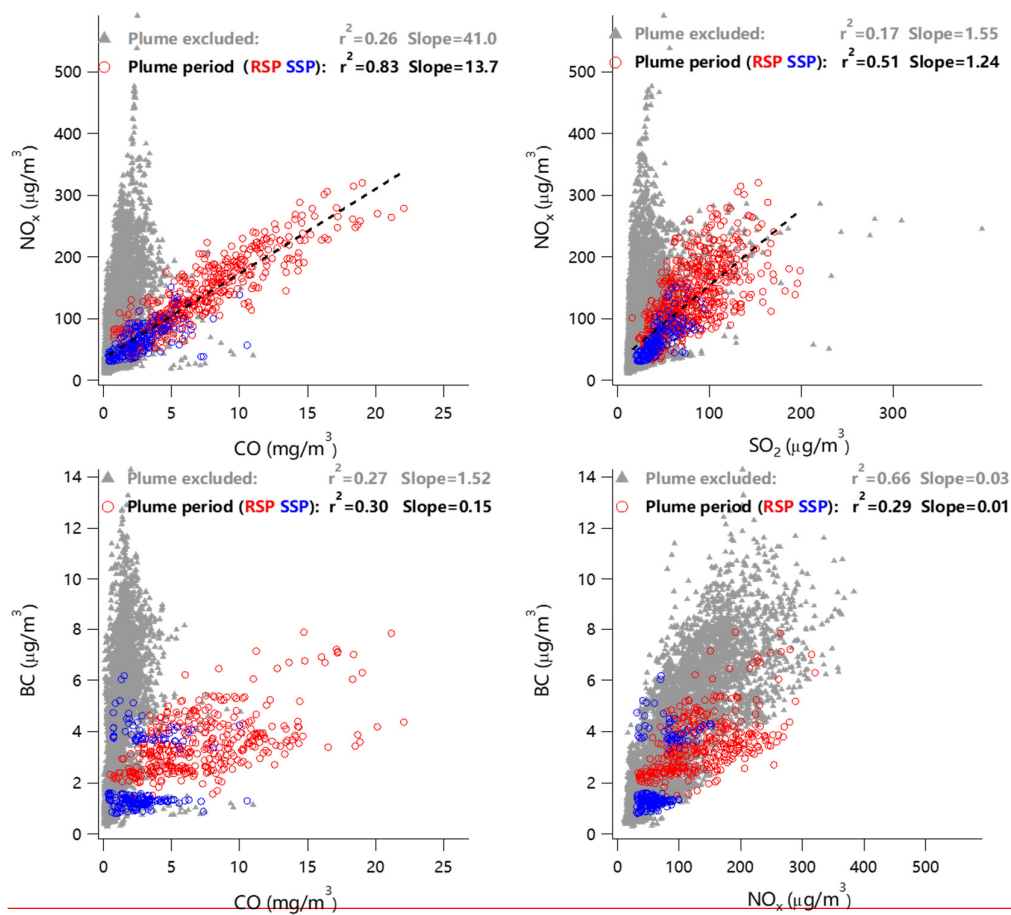 Plume excluded: r²=0.26 Slope=41.0
Plume period (RSP SSP): r²=0.83 Slope=13.7
500
400
300
200
100
0
NOₓ (μg/m³)
0 5 10 15 20 25
CO (mg/m³)
Plume excluded: r²=0.17 Slope=1.55
Plume period (RSP SSP): r²=0.51 Slope=1.24
500
400
300
200
100
0
NOₓ (μg/m³)
0 100 200 300
SO₂ (μg/m³)
Plume excluded: r²=0.27 Slope=1.52
Plume period (RSP SSP): r²=0.30 Slope=0.15
14
12
10
8
6
4
2
0
BC (μg/m³)
0 5 10 15 20 25
CO (mg/m³)
Plume excluded: r²=0.66 Slope=0.03
Plume period (RSP SSP): r²=0.29 Slope=0.01
14
12
10
8
6
4
2
0
BC (μg/m³)
0 100 200 300 400 500
NOₓ (μg/m³)